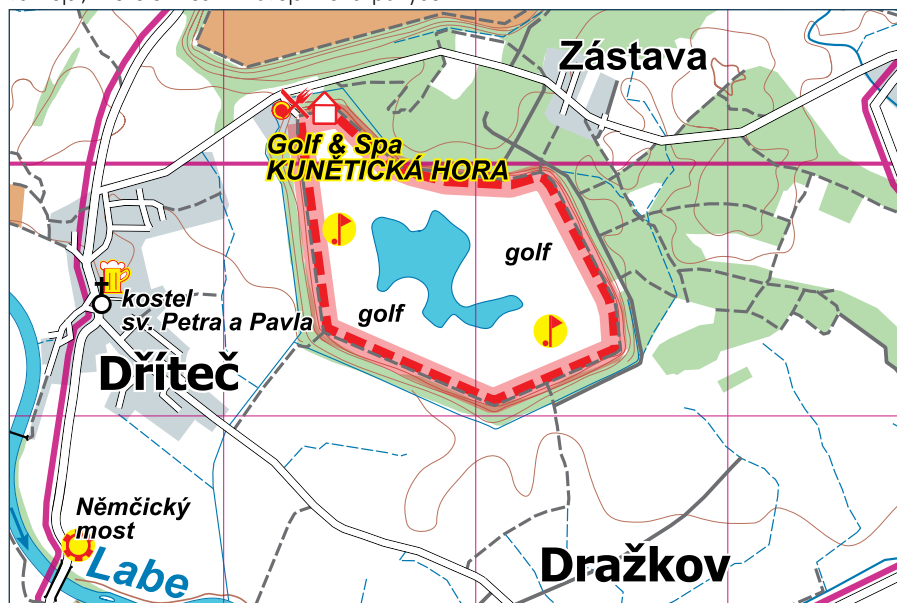 Zástava
Golf & Spa
KUNĚTICKÁ HORA
golf
kostel
sv. Petra a Pavla
golf
Dříteč
Němčický
most
Labe
Dražkov